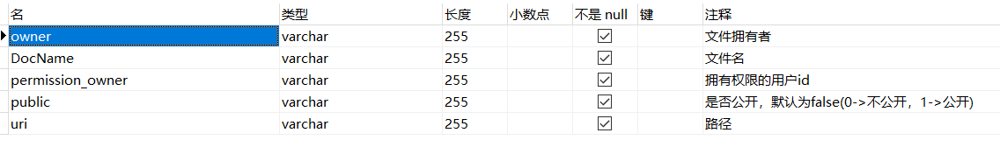 名 类型 长度 小数点 不是 null 键 注释
owner varchar 255 文件拥有者
DocName varchar 255 文件名
permission_owner varchar 255 拥有权限的用户id
public varchar 255 是否公开，默认为false(0->不公开，1->公开)
uri varchar 255 路径